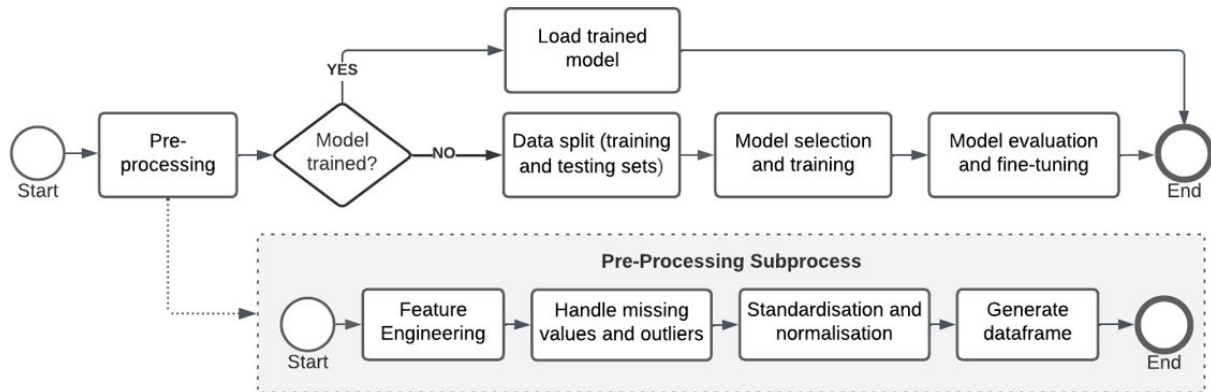 Load trained
model
YES
Start
Pre-
processing
Model
trained?
NO
Data split (training
and testing sets)
Model selection
and training
Model evaluation
and fine-tuning
End
Pre-Processing Subprocess
Start
Feature
Engineering
Handle missing
values and outliers
Standardisation and
normalisation
Generate
dataframe
End